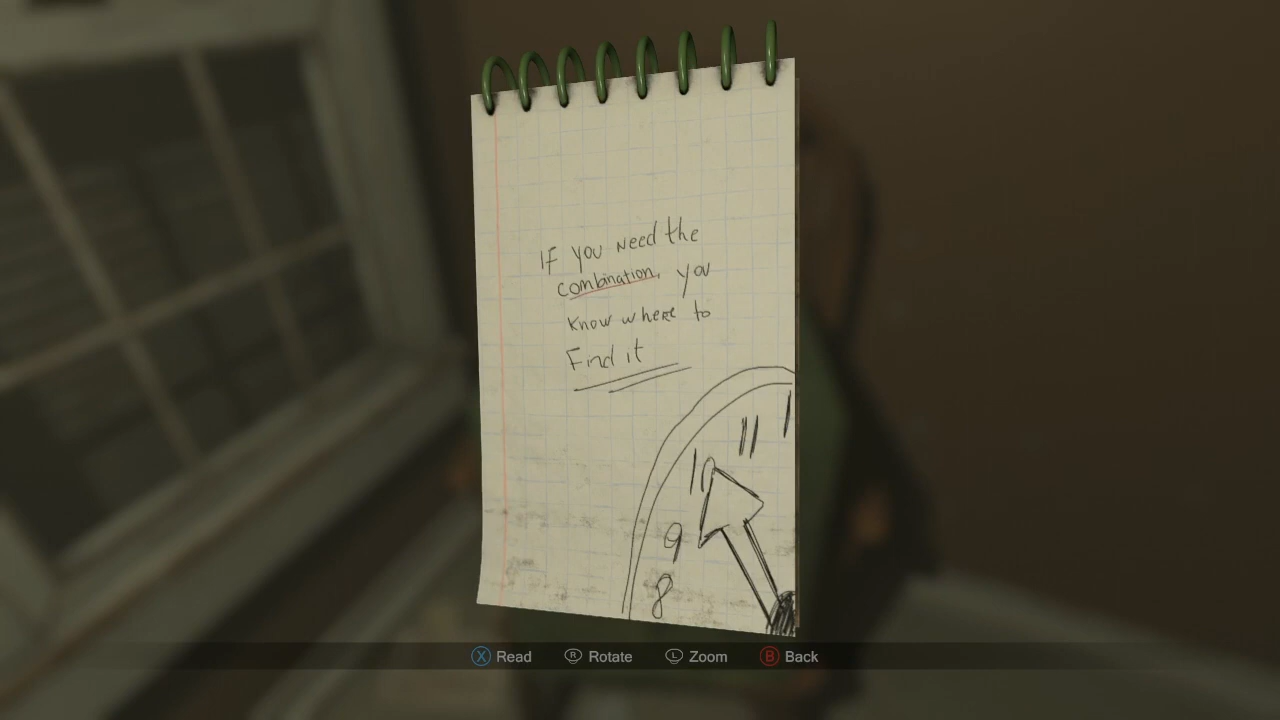 If you need the
combination, you
know where to
Find it
11
1
10
9
8
X Read R Rotate L Zoom B Back